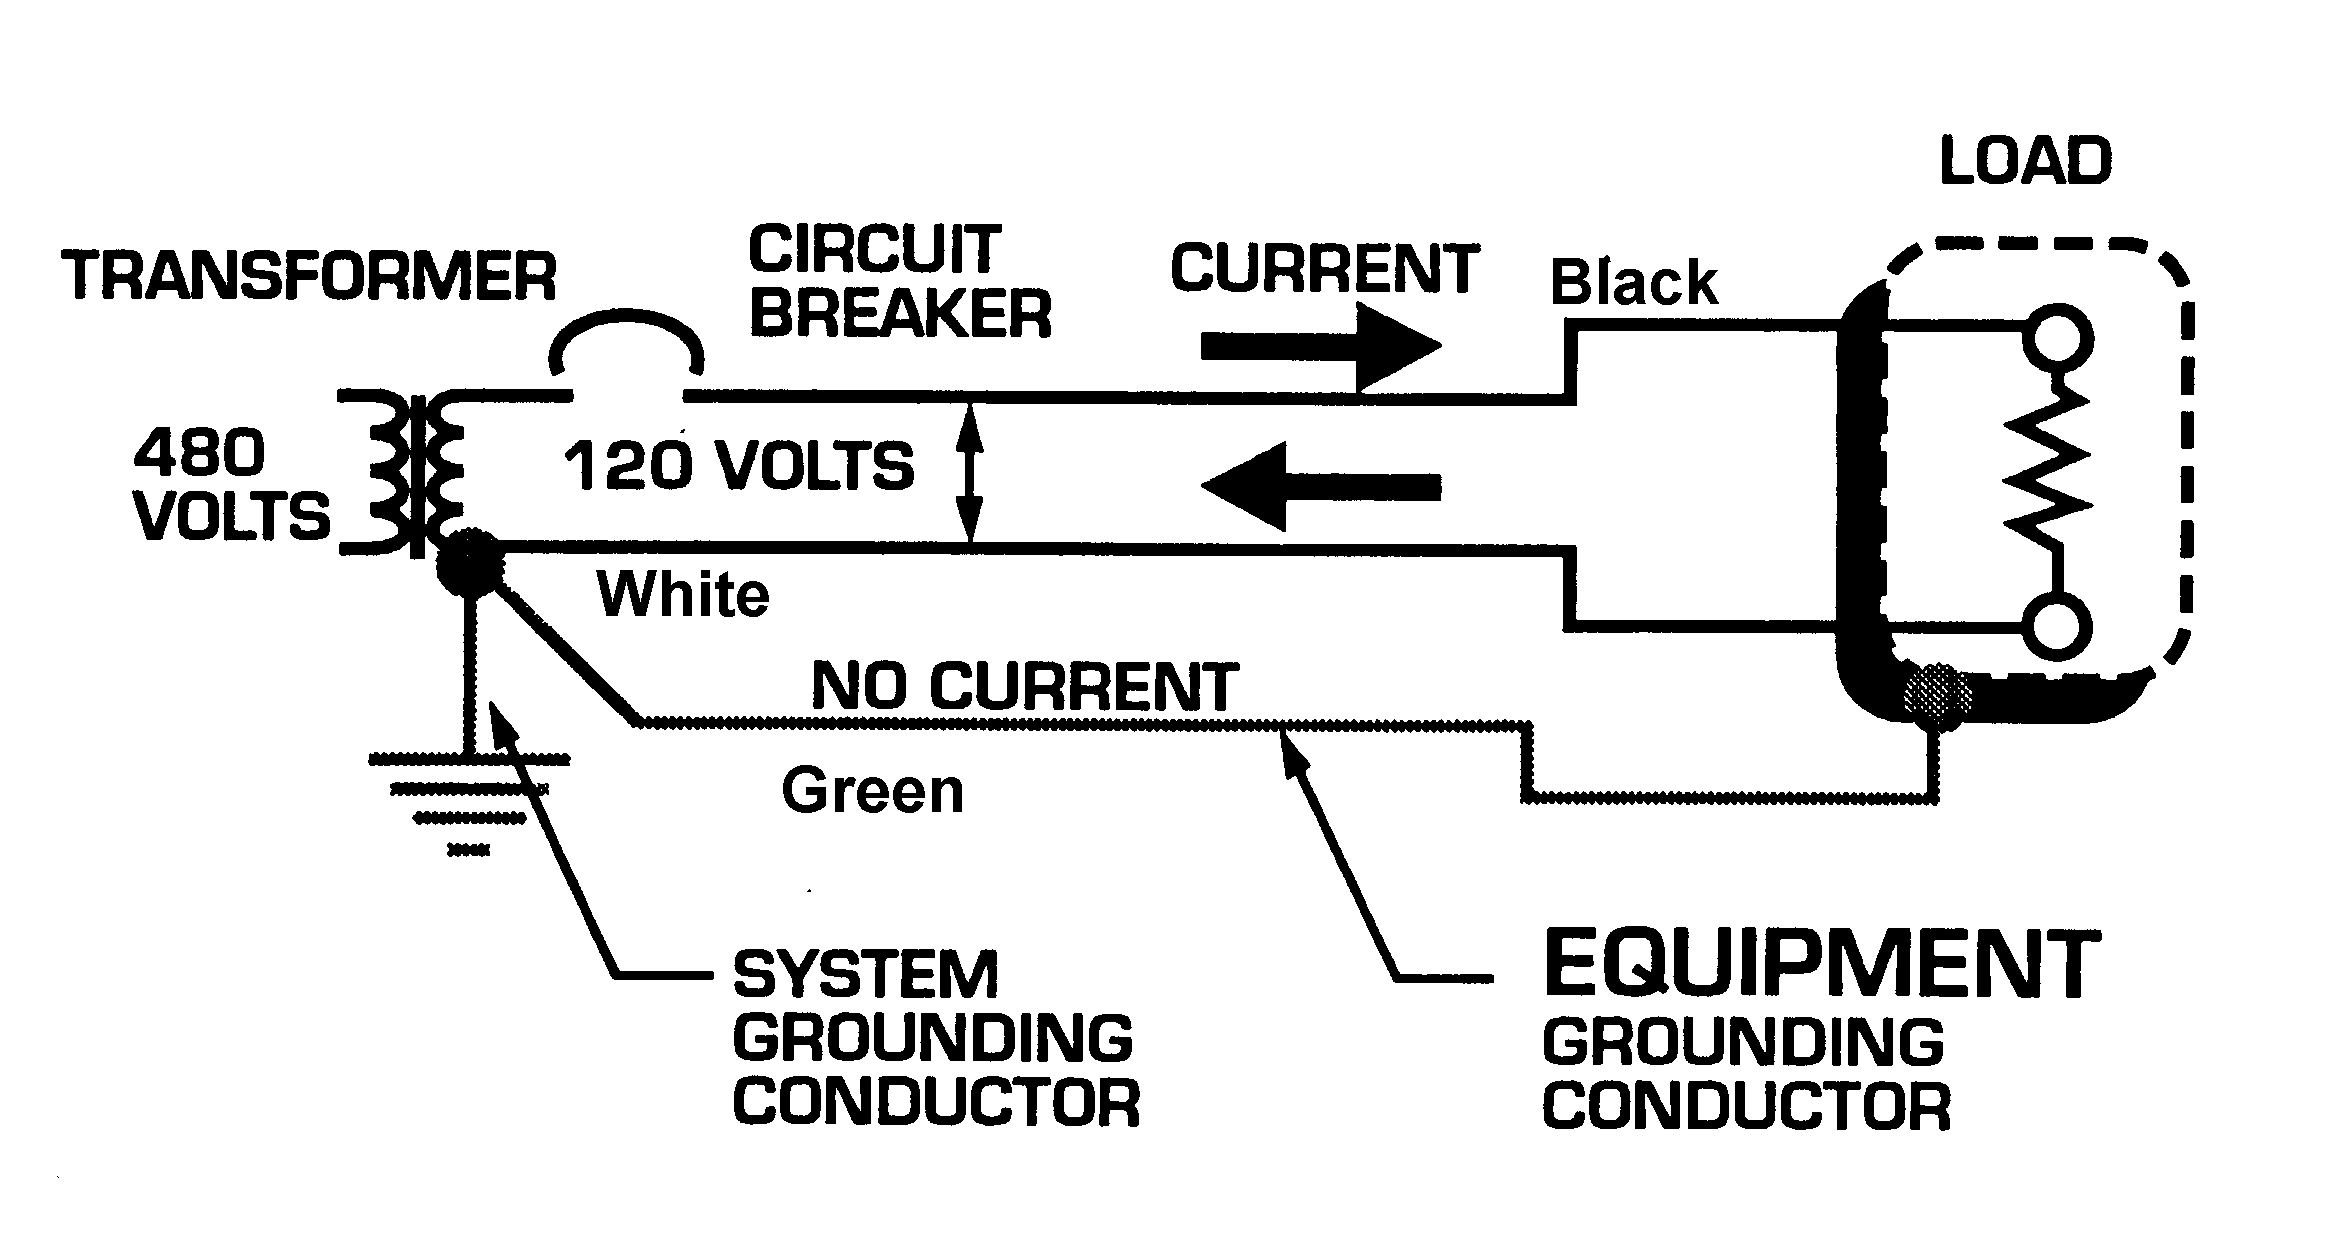 LOAD
TRANSFORMER
CIRCUIT
BREAKER
CURRENT
Black
480
VOLTS
120 VOLTS
White
NO CURRENT
Green
SYSTEM
GROUNDING
CONDUCTOR
EQUIPMENT
GROUNDING
CONDUCTOR